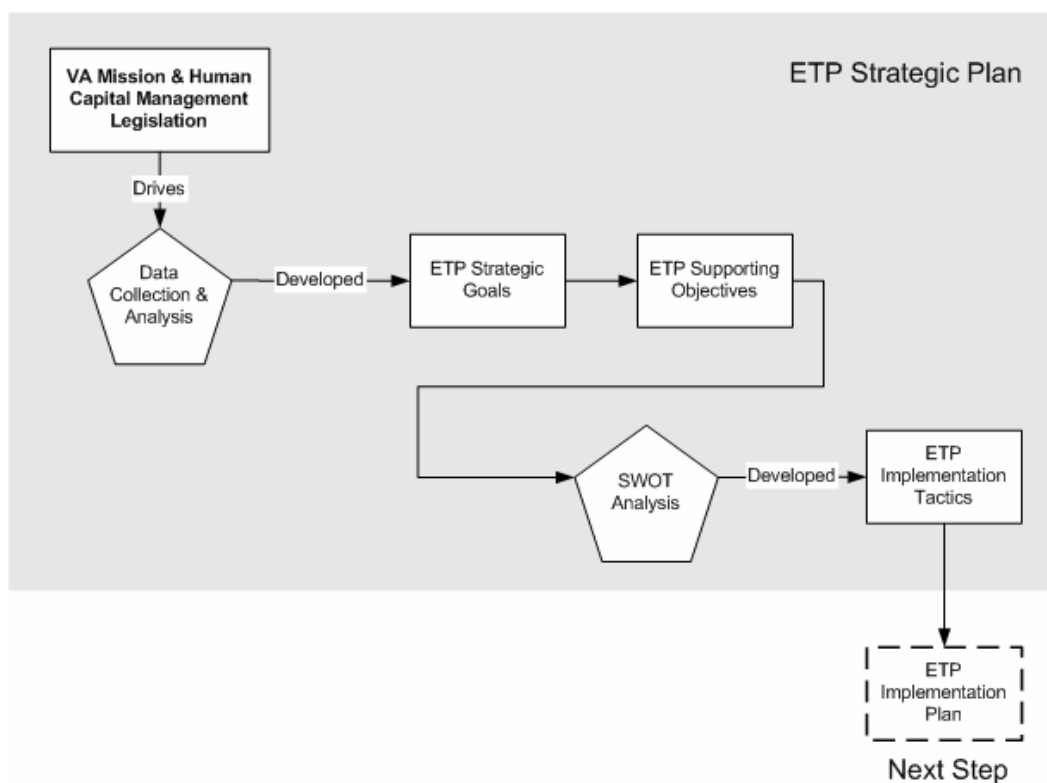 ETP Strategic Plan
VA Mission & Human
Capital Management
Legislation
Drives
Data
Collection &
Analysis
Developed
ETP Strategic
Goals
ETP Supporting
Objectives
SWOT
Analysis
Developed
ETP
Implementation
Tactics
ETP
Implementation
Plan
Next Step